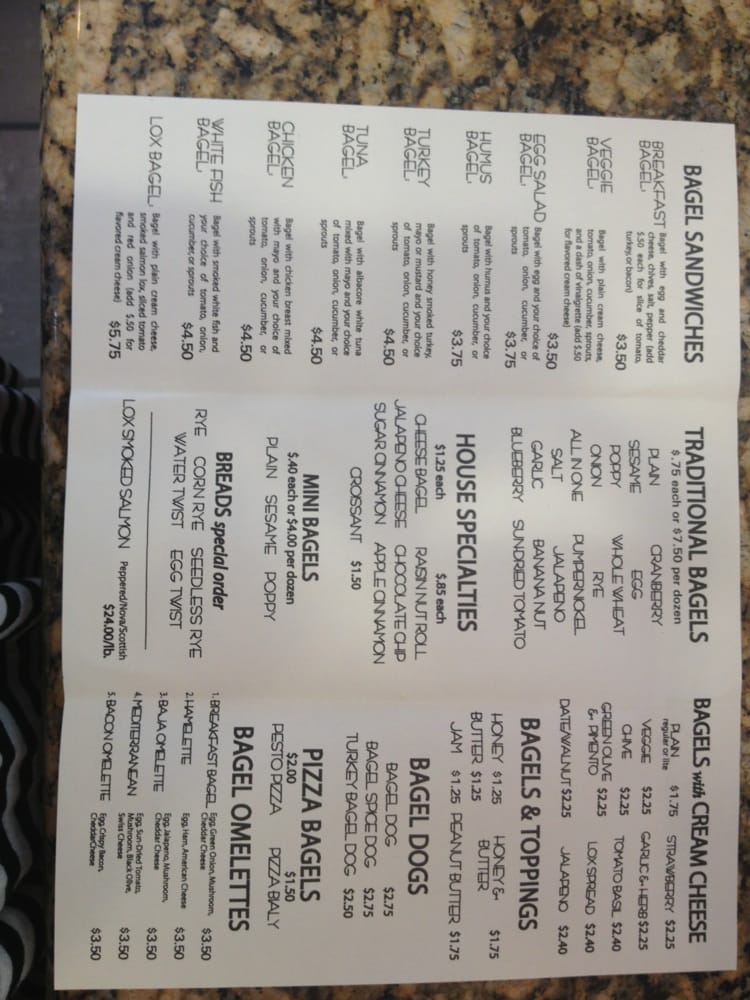 BAGEL SANDWICHES
BREAKFAST BAGEL: Bagel with egg and cheddar
cheese, chives, salt, pepper (add
$.50 each for slice of tomato,
turkey, or bacon)
$3.50
VEGGIE BAGEL: Bagel with plain cream cheese,
tomato, onion, cucumber, sprouts,
and a dash of vinaigrette (add $.50
for flavored cream cheese)
$3.50
EGG SALAD BAGEL: Bagel with egg and your choice of
tomato, onion, cucumber, or
sprouts
$3.75
HUMUS BAGEL: Bagel with humus and your choice
of tomato, onion, cucumber, or
sprouts
$3.75
TURKEY BAGEL: Bagel with honey smoked turkey,
mayo or mustard and your choice
of tomato, onion, cucumber, or
sprouts
$4.50
TUNA BAGEL: Bagel with albacore white tuna
mixed with mayo and your choice
of tomato, onion, cucumber, or
sprouts
$4.50
CHICKEN BAGEL: Bagel with chicken breast mixed
with mayo and your choice of
tomato, onion, cucumber, or
sprouts
$4.50
WHITE FISH BAGEL: Bagel with smoked white fish and
your choice of tomato, onion,
cucumber, or sprouts
$4.50
LOX BAGEL: Bagel with plain cream cheese,
smoked salmon lox, sliced tomato
and red onion (add $.50 for
flavored cream cheese)
$5.75
TRADITIONAL BAGELS
$.75 each or $7.50 per dozen
PLAIN CRANBERRY
SESAME EGG
POPPY WHOLE WHEAT
ONION RYE
ALL IN ONE PUMPERNICKEL
SALT JALAPENO
GARLIC BANANA NUT
BLUEBERRY SUNDRIED TOMATO
HOUSE SPECIALTIES
$1.25 each $.85 each
CHEESE BAGEL RAISIN NUT ROLL
JALAPENO CHEESE CHOCOLATE CHIP
SUGAR CINNAMON APPLE CINNAMON
CROISSANT $1.50
MINI BAGELS
$.40 each or $4.00 per dozen
PLAIN SESAME POPPY
BREADS special order
RYE CORN RYE SEEDLESS RYE
WATER TWIST EGG TWIST
LOX SMOKED SALMON Peppered/Nova/Scottish
$24.00/lb.
BAGELS with CREAM CHEESE
PLAIN $1.75 STRAWBERRY $2.25
regular or lite
VEGGIE $2.25 GARLIC & HERB $2.25
CHIVE $2.25 TOMATO BASIL $2.40
GREEN OLIVE & PIMENTO $2.25 LOX SPREAD $2.40
DATE/WALNUT $2.25 JALAPENO $2.40
BAGELS & TOPPINGS
HONEY $1.25 HONEY & BUTTER $1.75
BUTTER $1.25
JAM $1.25 PEANUT BUTTER $1.75
BAGEL DOGS
BAGEL DOG $2.75
BAGEL SPICE DOG $2.75
TURKEY BAGEL DOG $2.50
PIZZA BAGELS
$2.00 $1.50
PESTO PIZZA PIZZA BIALY
BAGEL OMELETTES
1. BREAKFAST BAGEL Egg, Green Onion, Mushroom,
Cheddar Cheese $3.50
2. HAMELETTE Egg, Ham, American Cheese $3.50
3. BAJA OMELETTE Egg, Jalapeno, Mushroom,
Cheddar Cheese $3.50
4. MEDITERRANEAN Egg, Sun-Dried Tomato,
Mushroom, Black Olive,
Swiss Cheese $3.50
5. BACON OMELETTE Egg, Crispy Bacon,
Cheddar Cheese $3.50